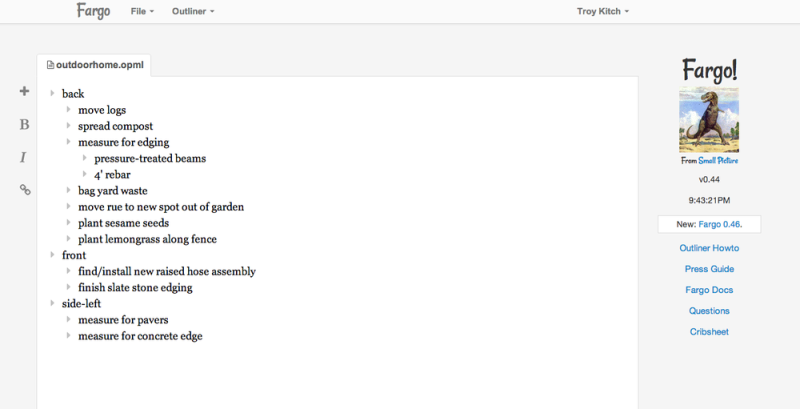 Fargo File Outliner Troy Kitch
outdoorhome.opml
back
move logs
spread compost
measure for edging
pressure-treated beams
4' rebar
bag yard waste
move rue to new spot out of garden
plant sesame seeds
plant lemongrass along fence
front
find/install new raised hose assembly
finish slate stone edging
side-left
measure for pavers
measure for concrete edge
B
I
Fargo!
From Small Picture
v0.44
9:43:21PM
New: Fargo 0.46.
Outliner Howto
Press Guide
Fargo Docs
Questions
Cribsheet